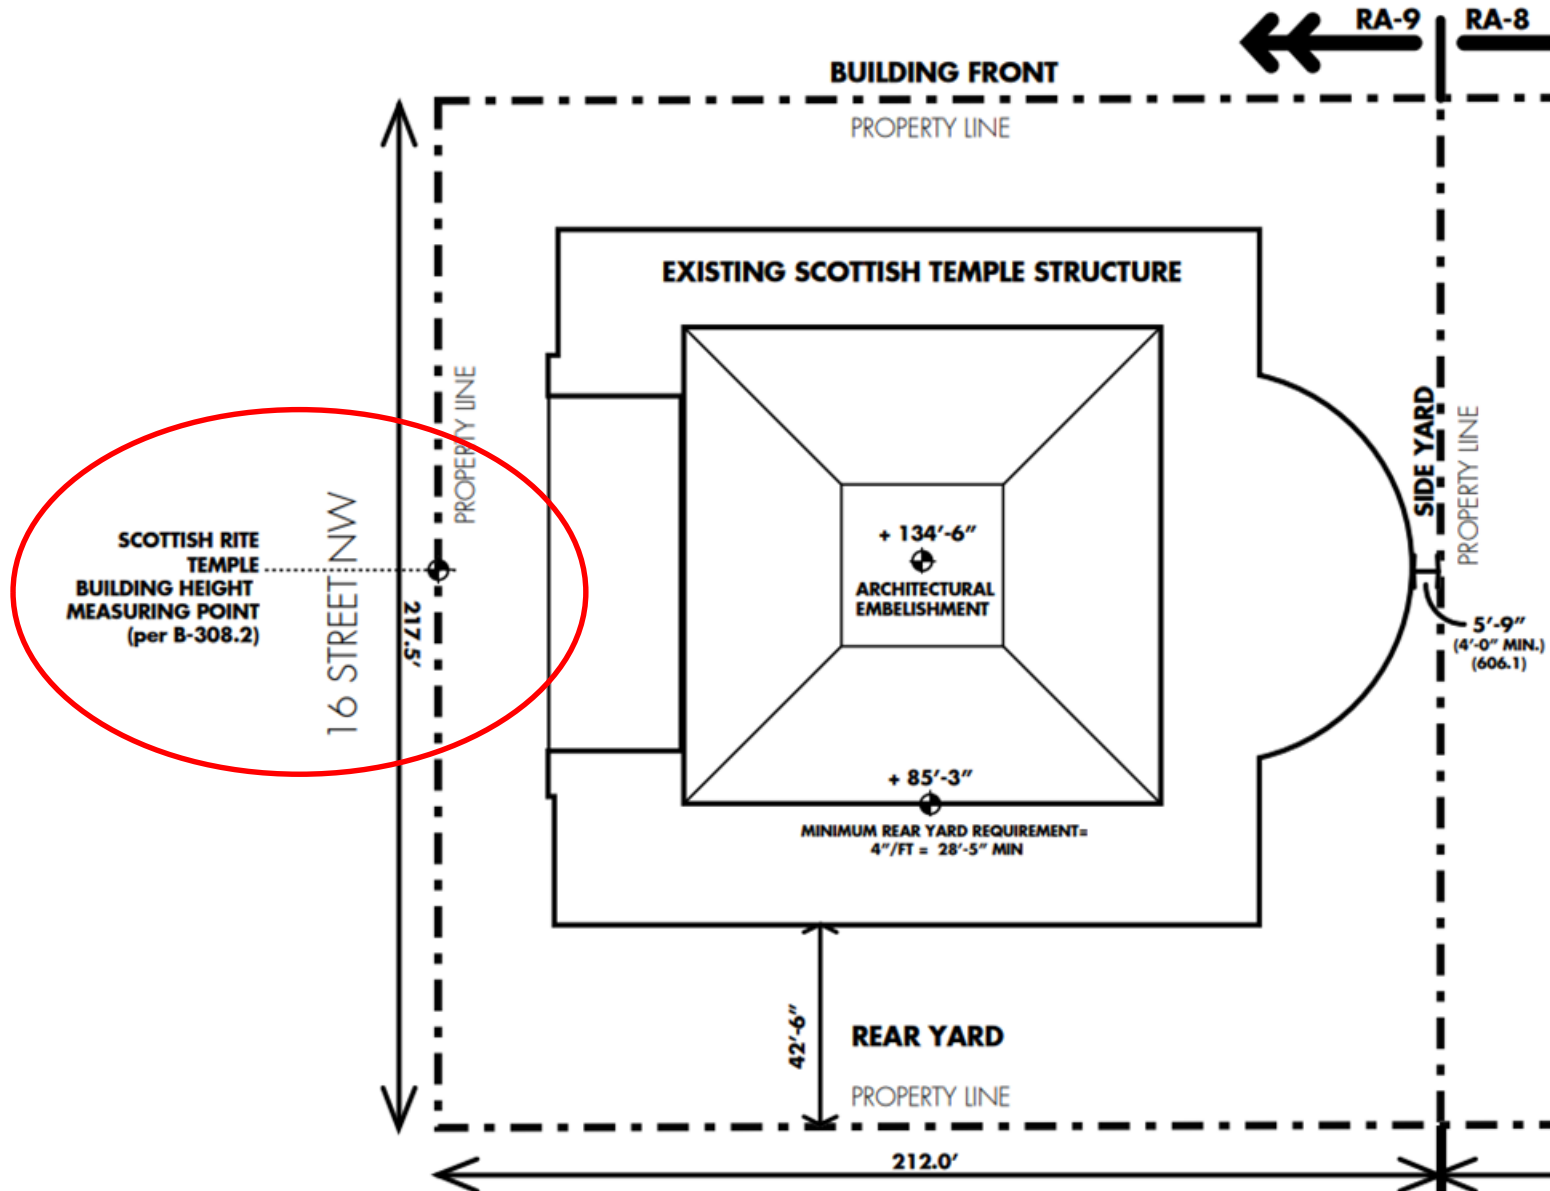 RA-9
RA-8
BUILDING FRONT
PROPERTY LINE
EXISTING SCOTTISH TEMPLE STRUCTURE
PROPERTY LINE
SIDE YARD
PROPERTY LINE
SCOTTISH RITE
TEMPLE
BUILDING HEIGHT
MEASURING POINT
(per B-308.2)
16 STREET NW
217.5'
+ 134'-6"
ARCHITECTURAL
EMBELISHMENT
5'-9"
(4'-0" MIN.)
(606.1)
+ 85'-3"
MINIMUM REAR YARD REQUIREMENT=
4"/FT = 28'-5" MIN
42'-6"
REAR YARD
PROPERTY LINE
212.0'